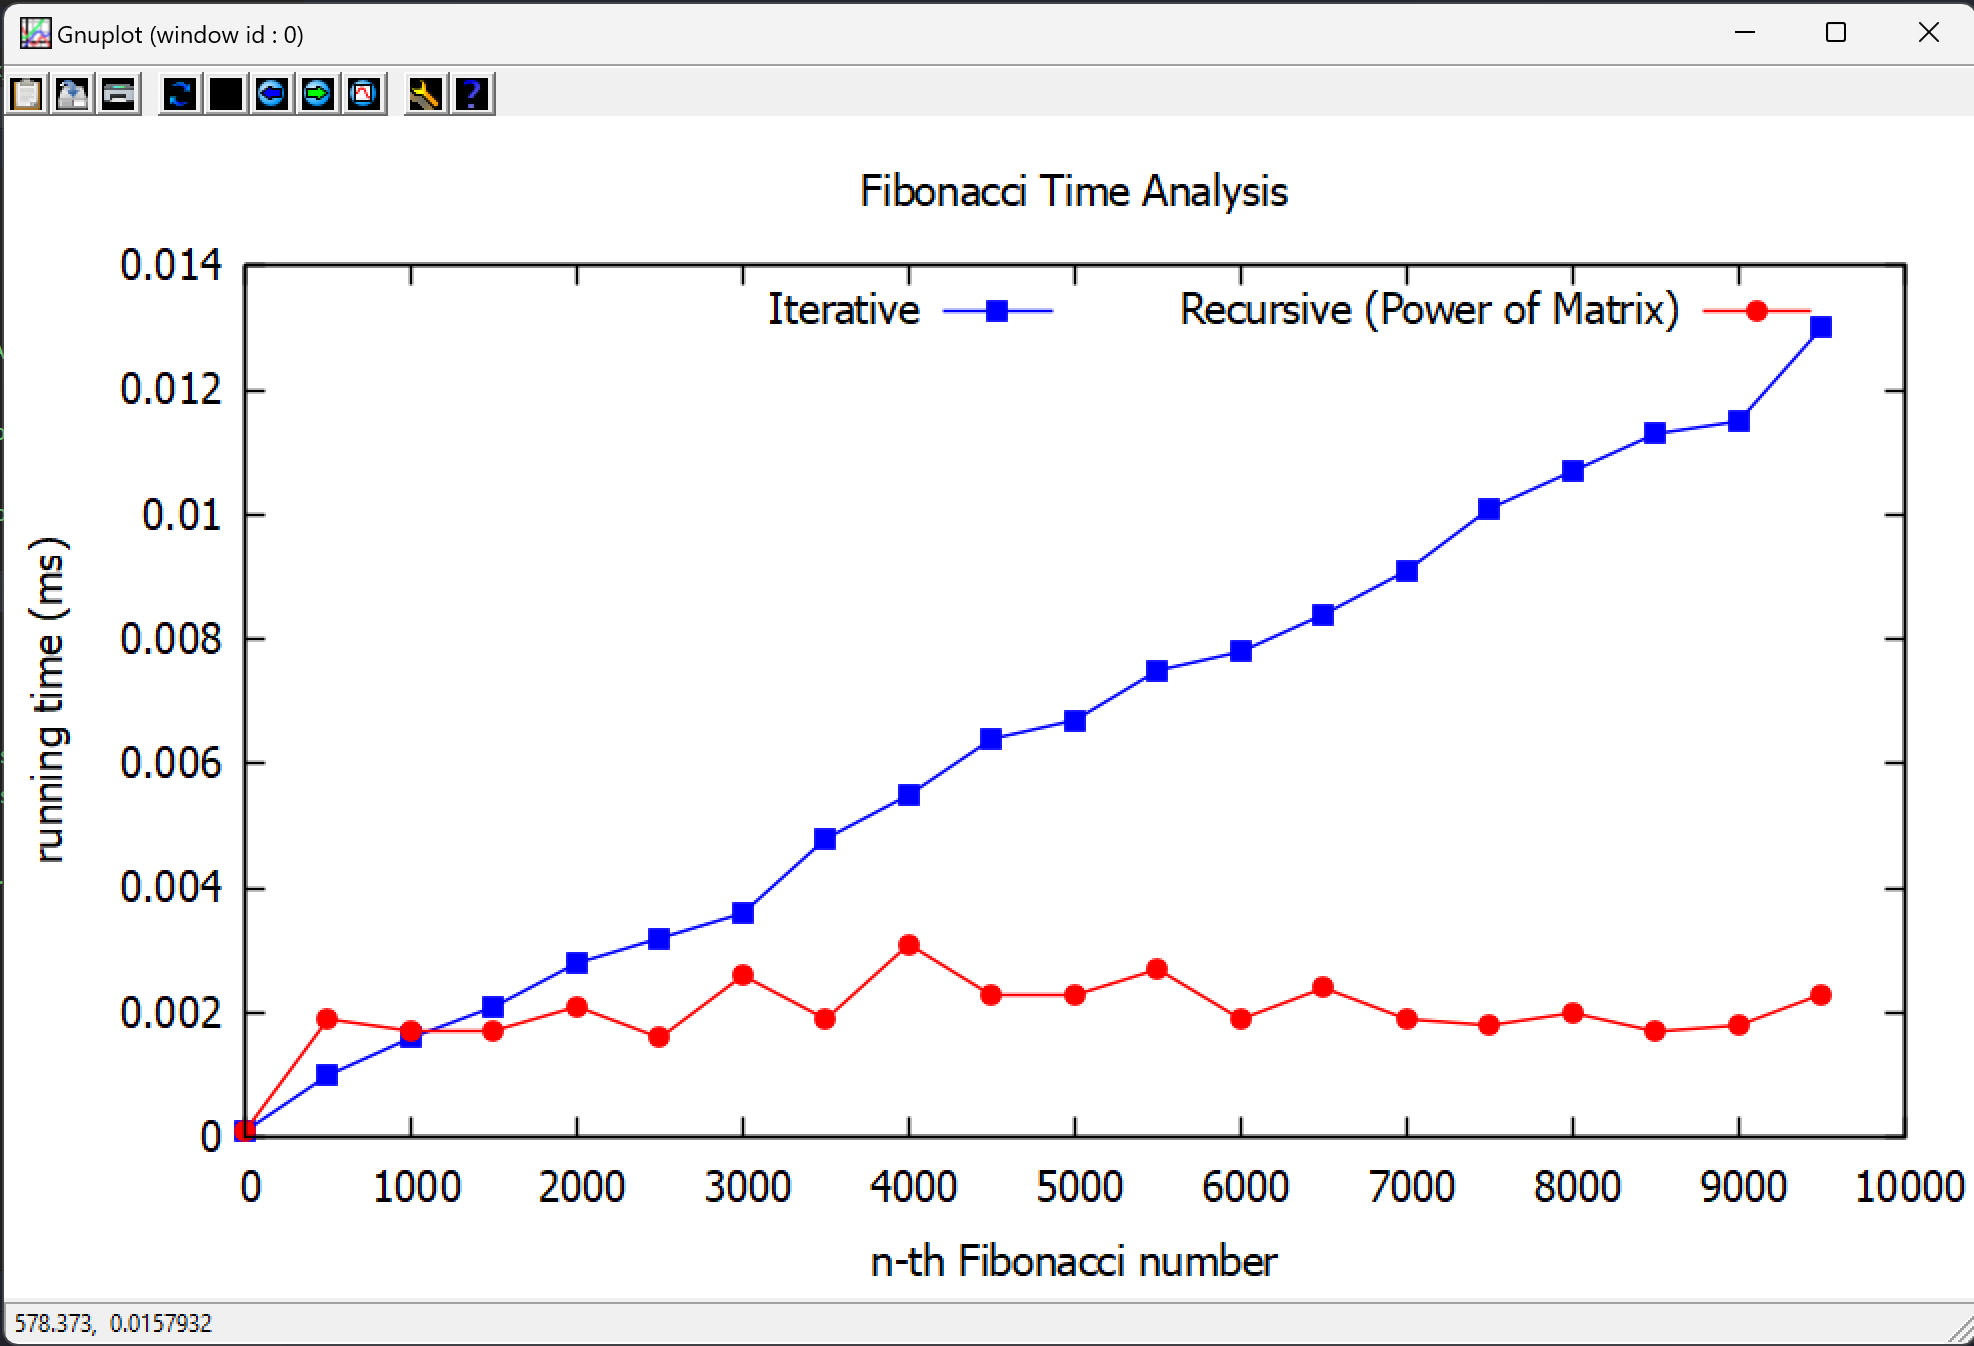 Gnuplot (window id : 0)
Fibonacci Time Analysis
Iterative
Recursive (Power of Matrix)
0.014
0.012
0.01
0.008
0.006
0.004
0.002
0
running time (ms)
0 1000 2000 3000 4000 5000 6000 7000 8000 9000 10000
n-th Fibonacci number
578.373, 0.0157932